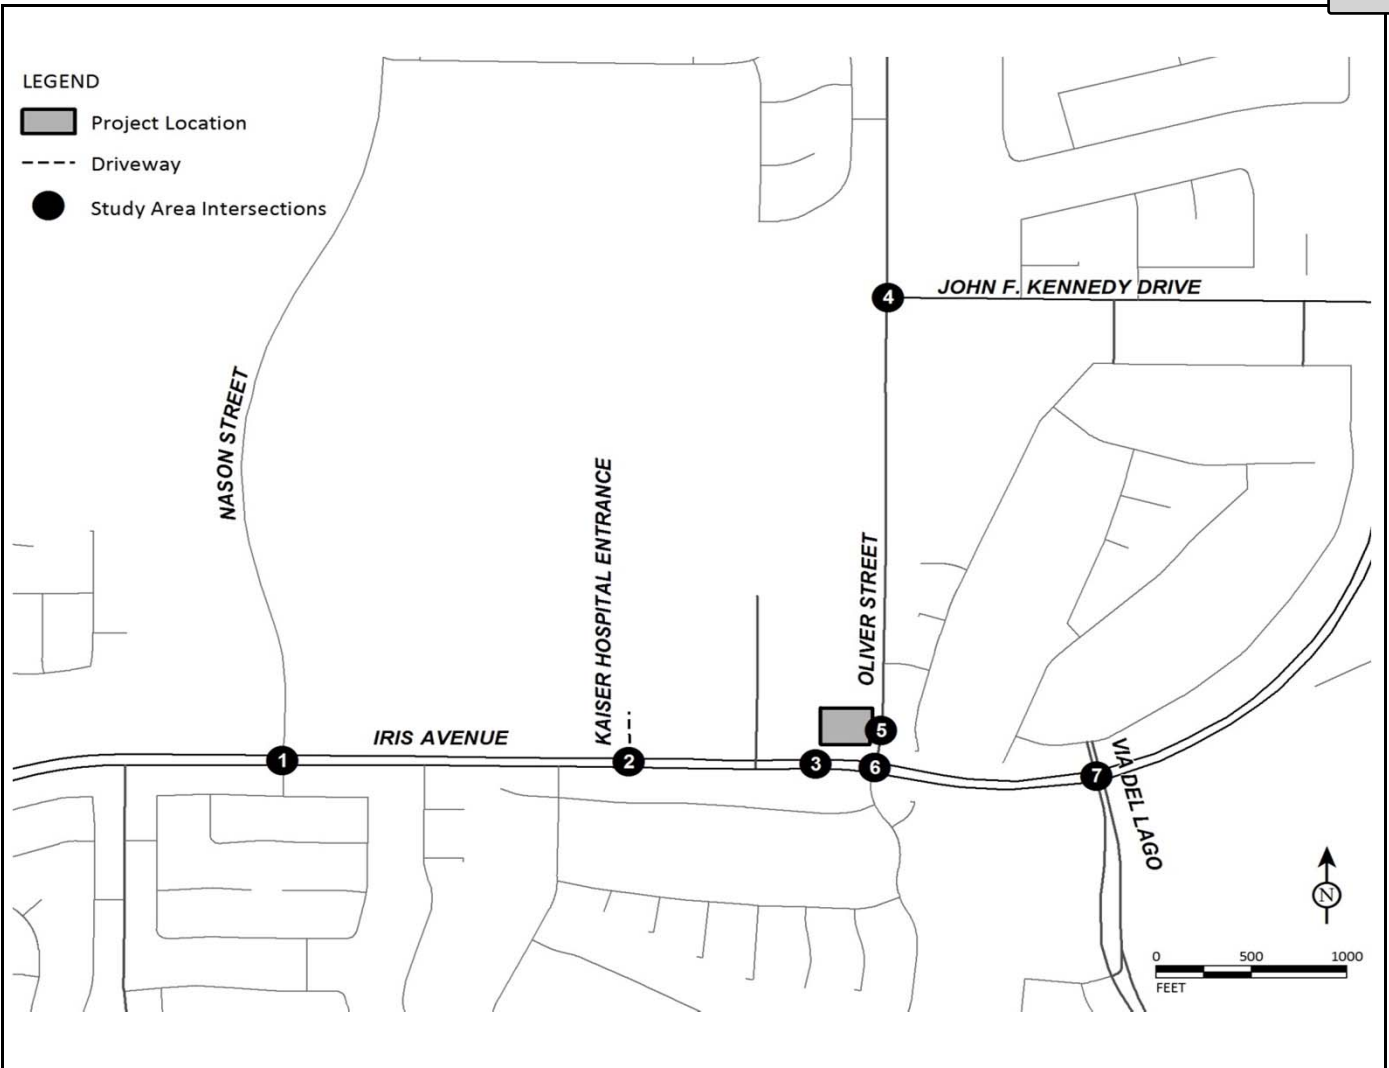 LEGEND
Project Location
Driveway
Study Area Intersections
4
JOHN F. KENNEDY DRIVE
NASON STREET
KAISER HOSPITAL ENTRANCE
OLIVER STREET
5
IRIS AVENUE
1
2
3
6
7
VIA DEL LAGO
N
0 500 1000
FEET